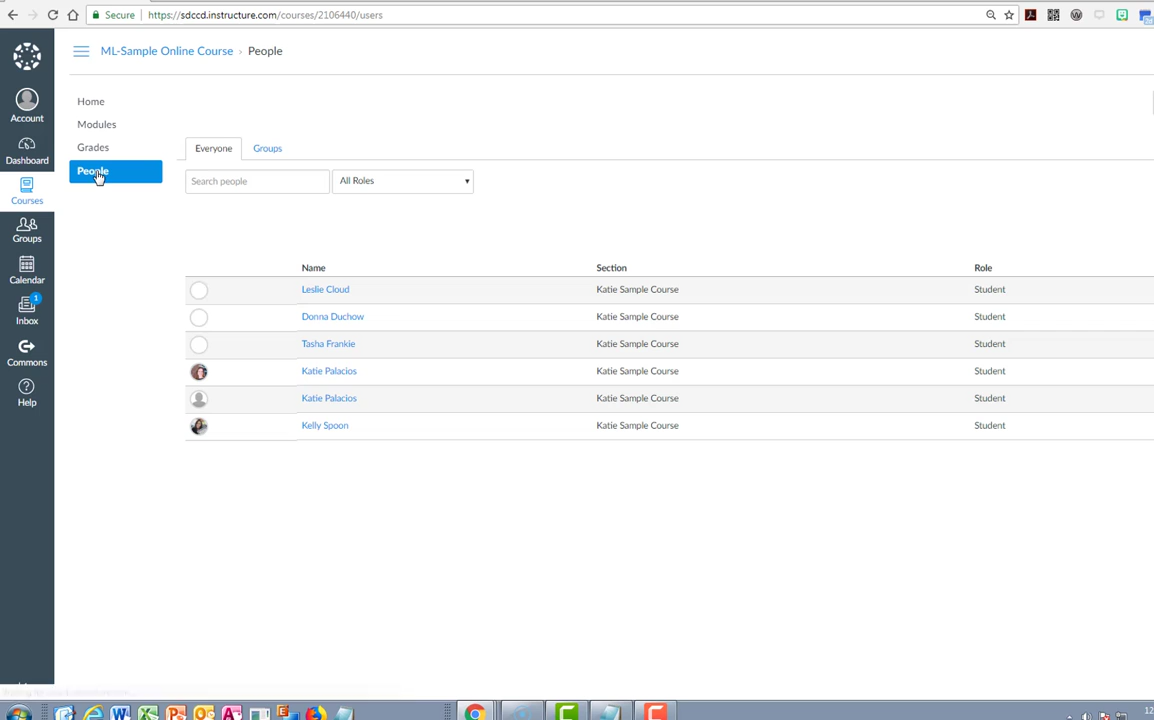 Secure https://sdccd.instructure.com/courses/2106440/users
ML-Sample Online Course › People
Account
Dashboard
Courses
Groups
Calendar
1
Inbox
Commons
Help
Home
Modules
Grades
People
Everyone Groups
Search people All Roles
Name Section Role
Leslie Cloud Katie Sample Course Student
Donna Duchow Katie Sample Course Student
Tasha Frankie Katie Sample Course Student
Katie Palacios Katie Sample Course Student
Katie Palacios Katie Sample Course Student
Kelly Spoon Katie Sample Course Student